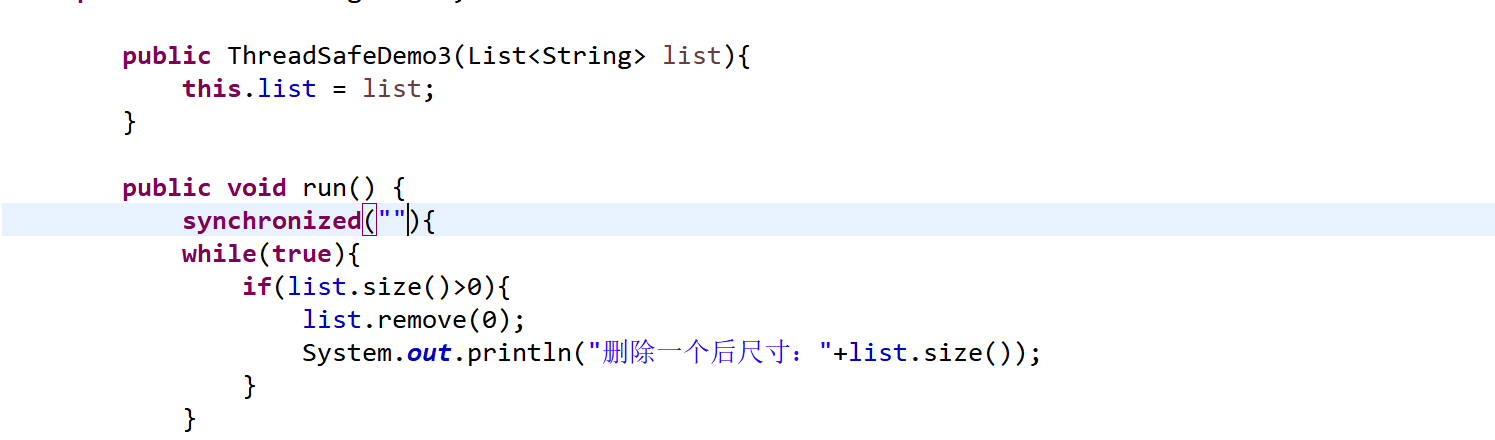 public ThreadSafeDemo3(List<String> list){
this.list = list;
}
public void run() {
synchronized(""){
while(true){
if(list.size()>0){
list.remove(0);
System.out.println("删除一个后尺寸："+list.size());
}
}